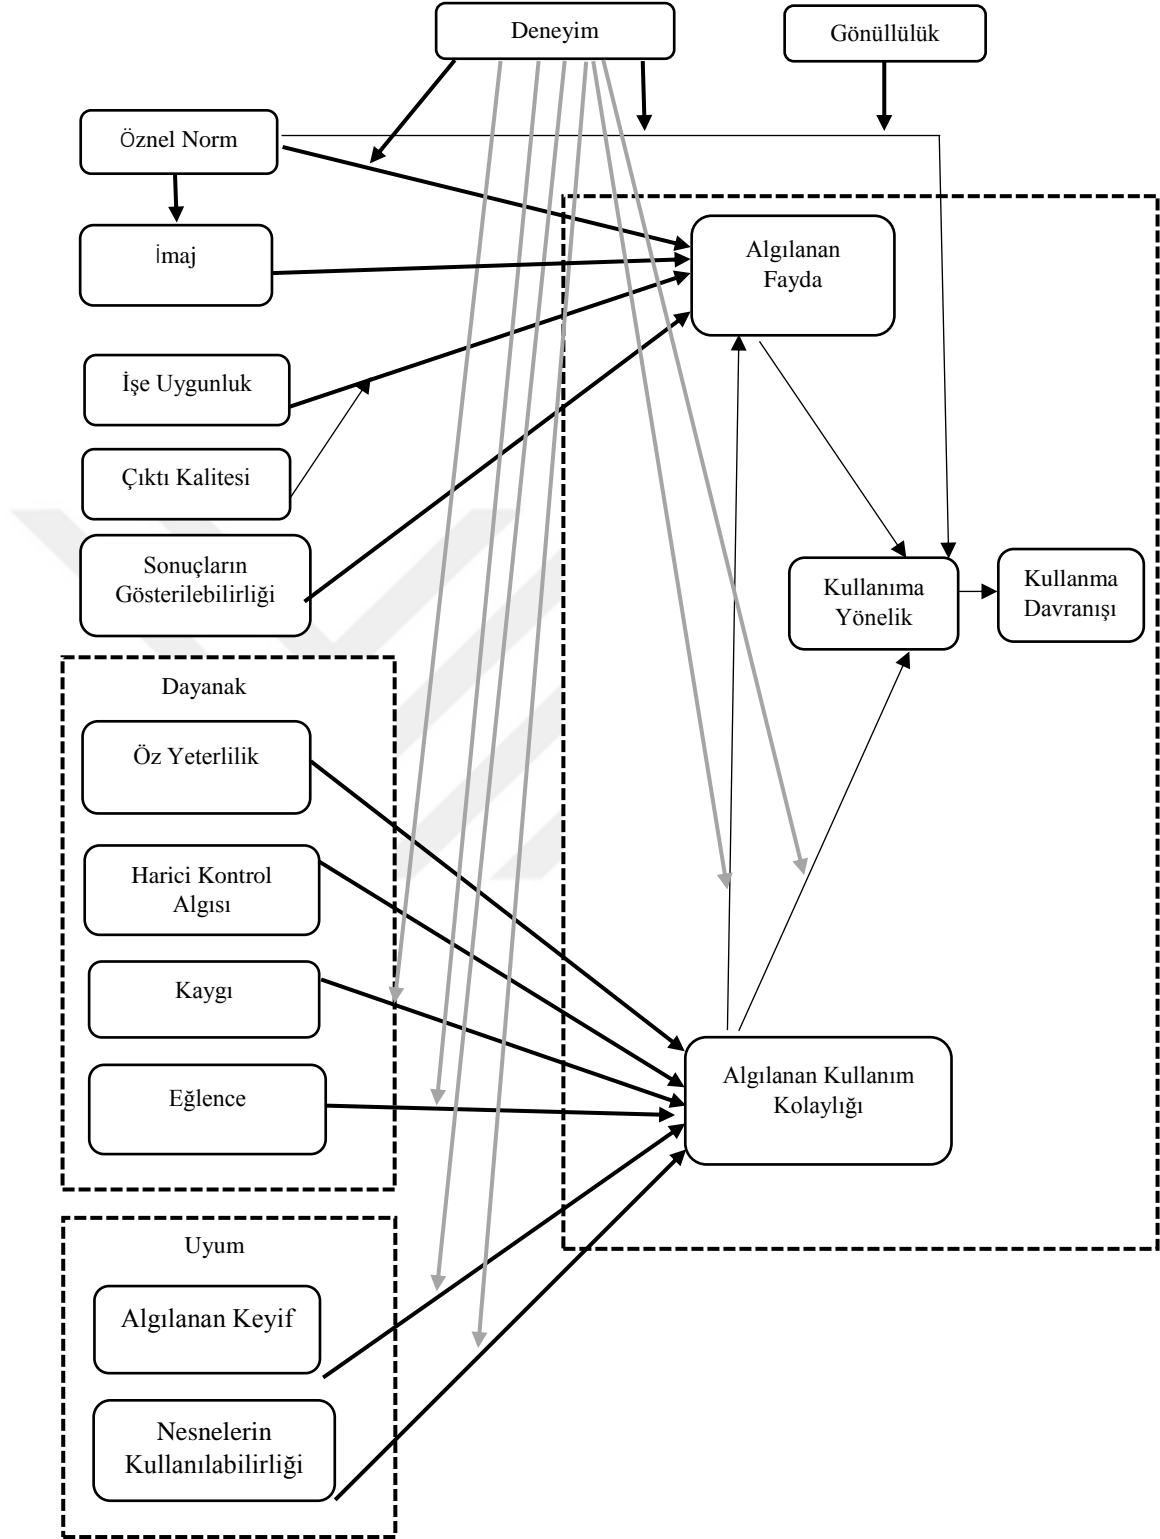 Deneyim
Gönüllülük
Öznel Norm
İmaj
Algılanan
Fayda
İşe Uygunluk
Çıktı Kalitesi
Sonuçların
Gösterilebilirliği
Kullanıma
Yönelik
Kullanma
Davranışı
Dayanak
Öz Yeterlilik
Harici Kontrol
Algısı
Kaygı
Eğlence
Algılanan Kullanım
Kolaylığı
Uyum
Algılanan Keyif
Nesnelerin
Kullanılabilirliği